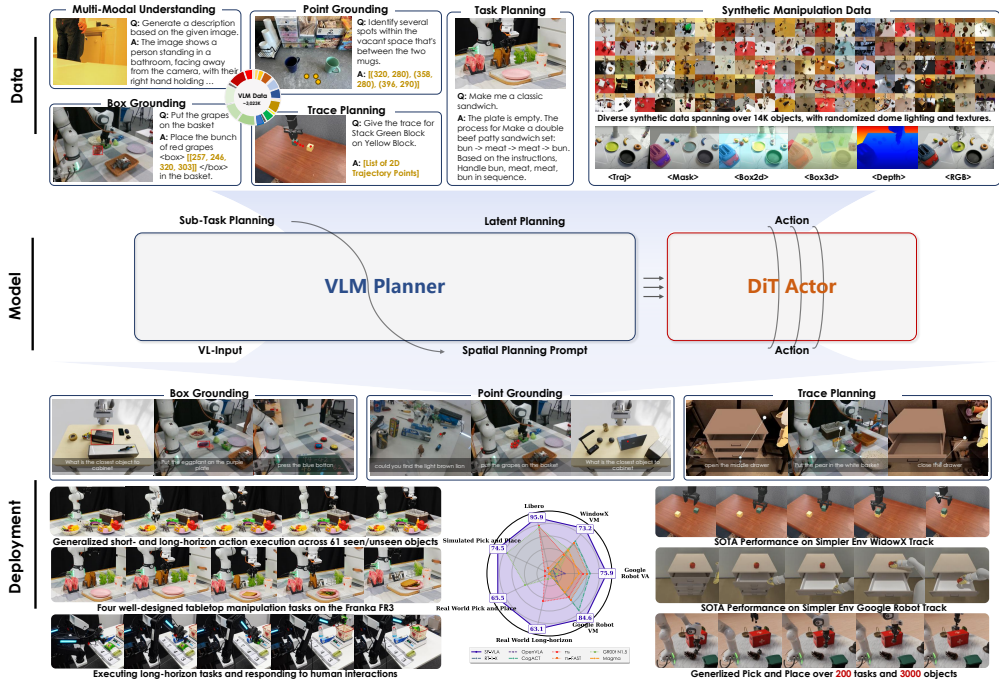 Data
Multi-Modal Understanding
Q: Generate a description
based on the given image.
A: The image shows a
person standing in a
bathroom, facing away
from the camera, with their
right hand holding ...
Point Grounding
Q: Identify several
spots within the
vacant space that's
between the two
mugs.
A: [(320, 280), (358,
280), (396, 290)]
VLM Data
~3,022K
Box Grounding
Q: Put the grapes
on the basket
A: Place the bunch
of red grapes
<box> [[257, 246,
320, 303]] </box>
in the basket.
Trace Planning
Q: Give the trace for
Stack Green Block
on Yellow Block.
A: [List of 2D
Trajectory Points]
Task Planning
Q: Make me a classic
sandwich.
A: The plate is empty. The
process for Make a double
beef patty sandwich set:
bun -> meat -> meat -> bun.
Based on the instructions,
Handle bun, meat, meat,
bun in sequence.
Synthetic Manipulation Data
Diverse synthetic data spanning over 14K objects, with randomized dome lighting and textures.
<Traj> <Mask> <Box2d> <Box3d> <Depth> <RGB>
Model
Sub-Task Planning
Latent Planning
Action
VLM Planner
DiT Actor
VL-Input
Spatial Planning Prompt
Action
Deployment
Box Grounding
What is the closest object to
cabinet
Put the eggplant on the purple
plate
press the blue button
Point Grounding
could you find the light brown lion
put the grapes on the basket
What is the closest object to
cabinet
Trace Planning
open the middle drawer
Put the pear in the white basket
close the drawer
Generalized short- and long-horizon action execution across 61 seen/unseen objects
Four well-designed tabletop manipulation tasks on the Franka FR3
Executing long-horizon tasks and responding to human interactions
Libero
95.9
WindowX
VM
73.2
Google
Robot VA
75.9
Google Robot
VM
84.6
Real World Long-horizon
63.1
Real World Pick and Place
65.5
Simulated Pick and Place
74.5
OpenVLA
GR00T N1.5
CogACT
Magma
SOTA Performance on Simpler Env WidowX Track
SOTA Performance on Simpler Env Google Robot Track
Generlized Pick and Place over 200 tasks and 3000 objects